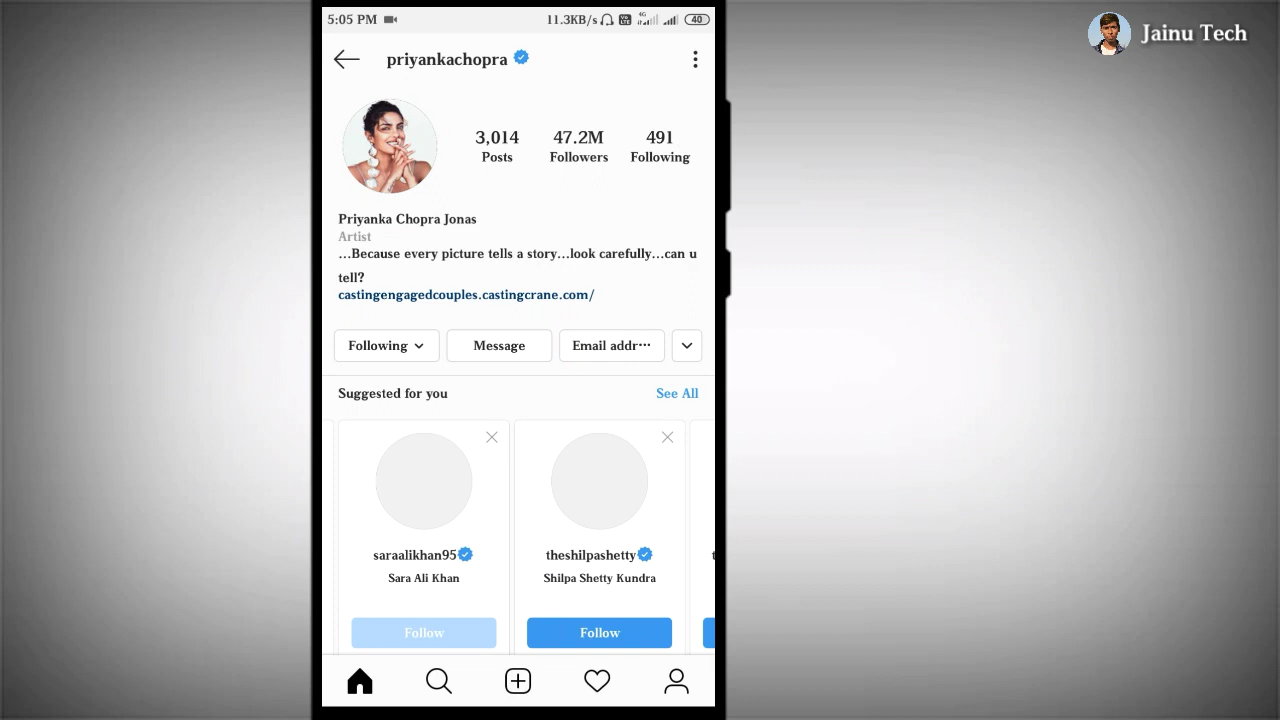 5:05 PM 11.3KB/s 4G 40
Jainu Tech
priyankachopra
3,014 47.2M 491
Posts Followers Following
Priyanka Chopra Jonas
Artist
...Because every picture tells a story...look carefully...can u
tell?
castingengagedcouples.castingcrane.com/
Following Message Email addr···
Suggested for you See All
saraalikhan95 theshilpashetty
Sara Ali Khan Shilpa Shetty Kundra
Follow Follow